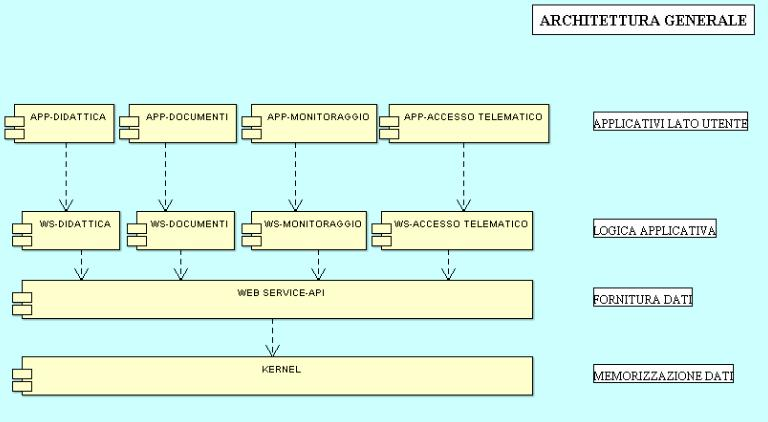 ARCHITETTURA GENERALE
APP-DIDATTICA APP-DOCUMENTI APP-MONITORAGGIO APP-ACCESSO TELEMATICO APPLICATIVI LATO UTENTE
WS-DIDATTICA WS-DOCUMENTI WS-MONITORAGGIO WS-ACCESSO TELEMATICO LOGICA APPLICATIVA
WEB SERVICE-API FORNITURA DATI
KERNEL MEMORIZZAZIONE DATI